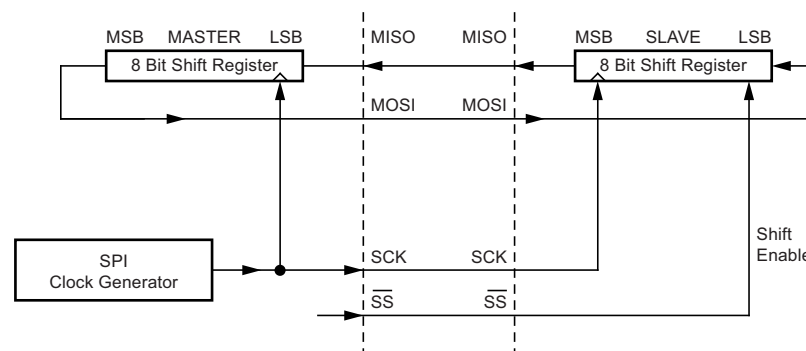 MSB MASTER LSB MISO MISO MSB SLAVE LSB
8 Bit Shift Register 8 Bit Shift Register
MOSI MOSI
Shift
Enable
SPI
Clock Generator
SCK SCK
SS SS